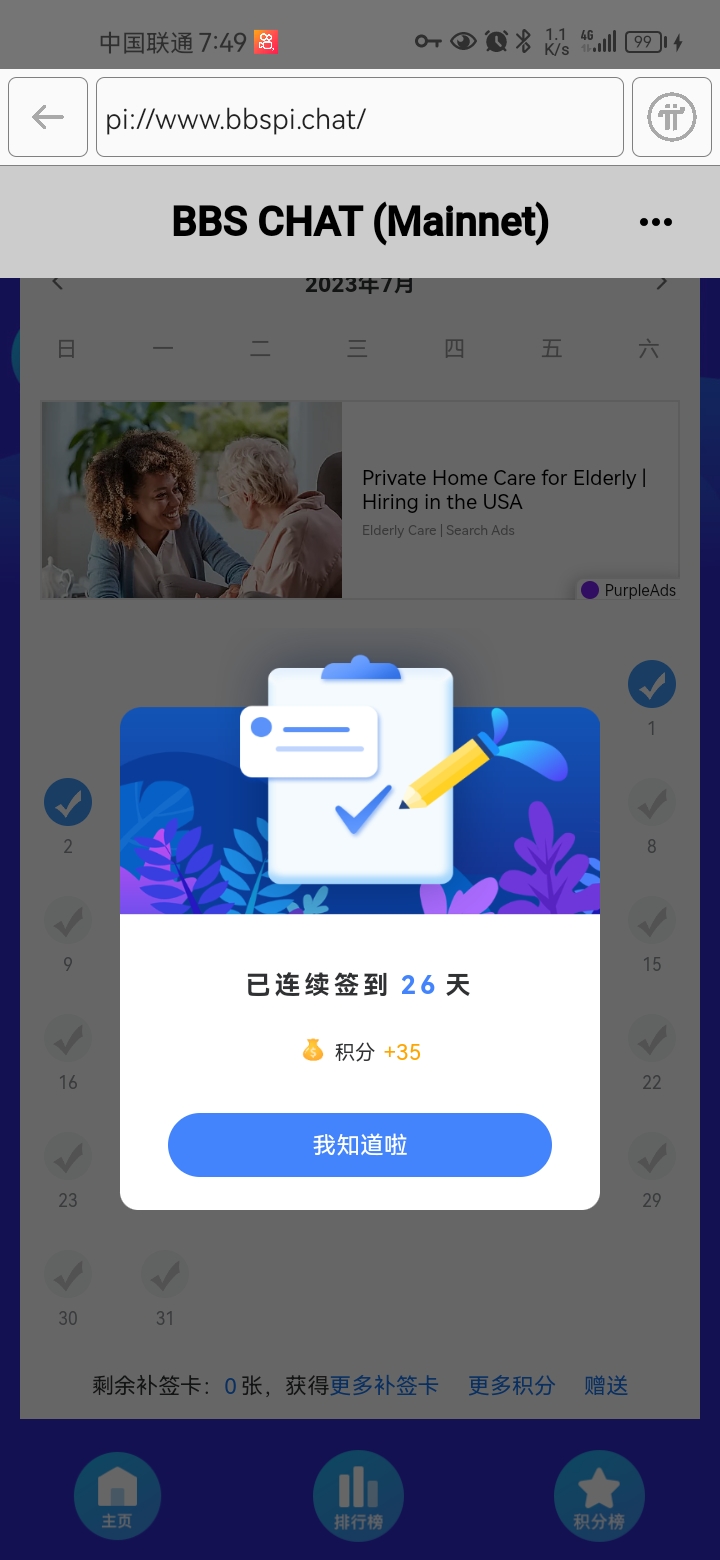 中国联通 7:49
1.1 K/s
4G
99
pi://www.bbspi.chat/
BBS CHAT (Mainnet)
2023年7月
日 一 二 三 四 五 六
Private Home Care for Elderly |
Hiring in the USA
Elderly Care | Search Ads
PurpleAds
1
2 8
9 15
16 22
23 29
30 31
已连续签到 26 天
积分 +35
我知道啦
剩余补签卡：0张，获得更多补签卡 更多积分 赠送
主页 排行榜 积分榜